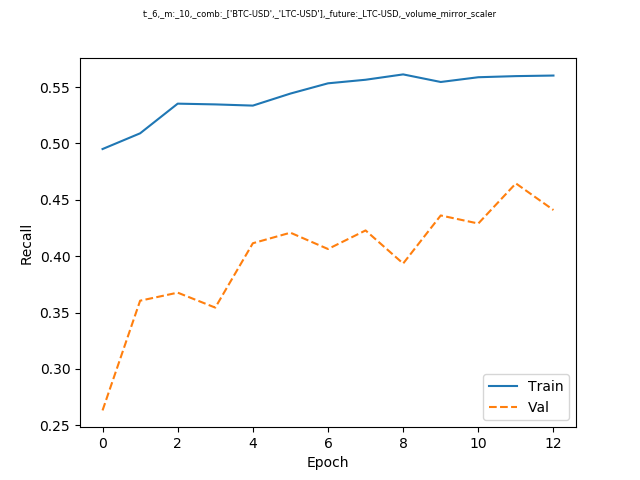 t:_6,_m:_10,_comb:_['BTC-USD',_'LTC-USD'],_future:_LTC-USD,_volume_mirror_scaler
0.55
0.50
0.45
0.40
0.35
0.30
0.25
Recall
Train
Val
0 2 4 6 8 10 12
Epoch